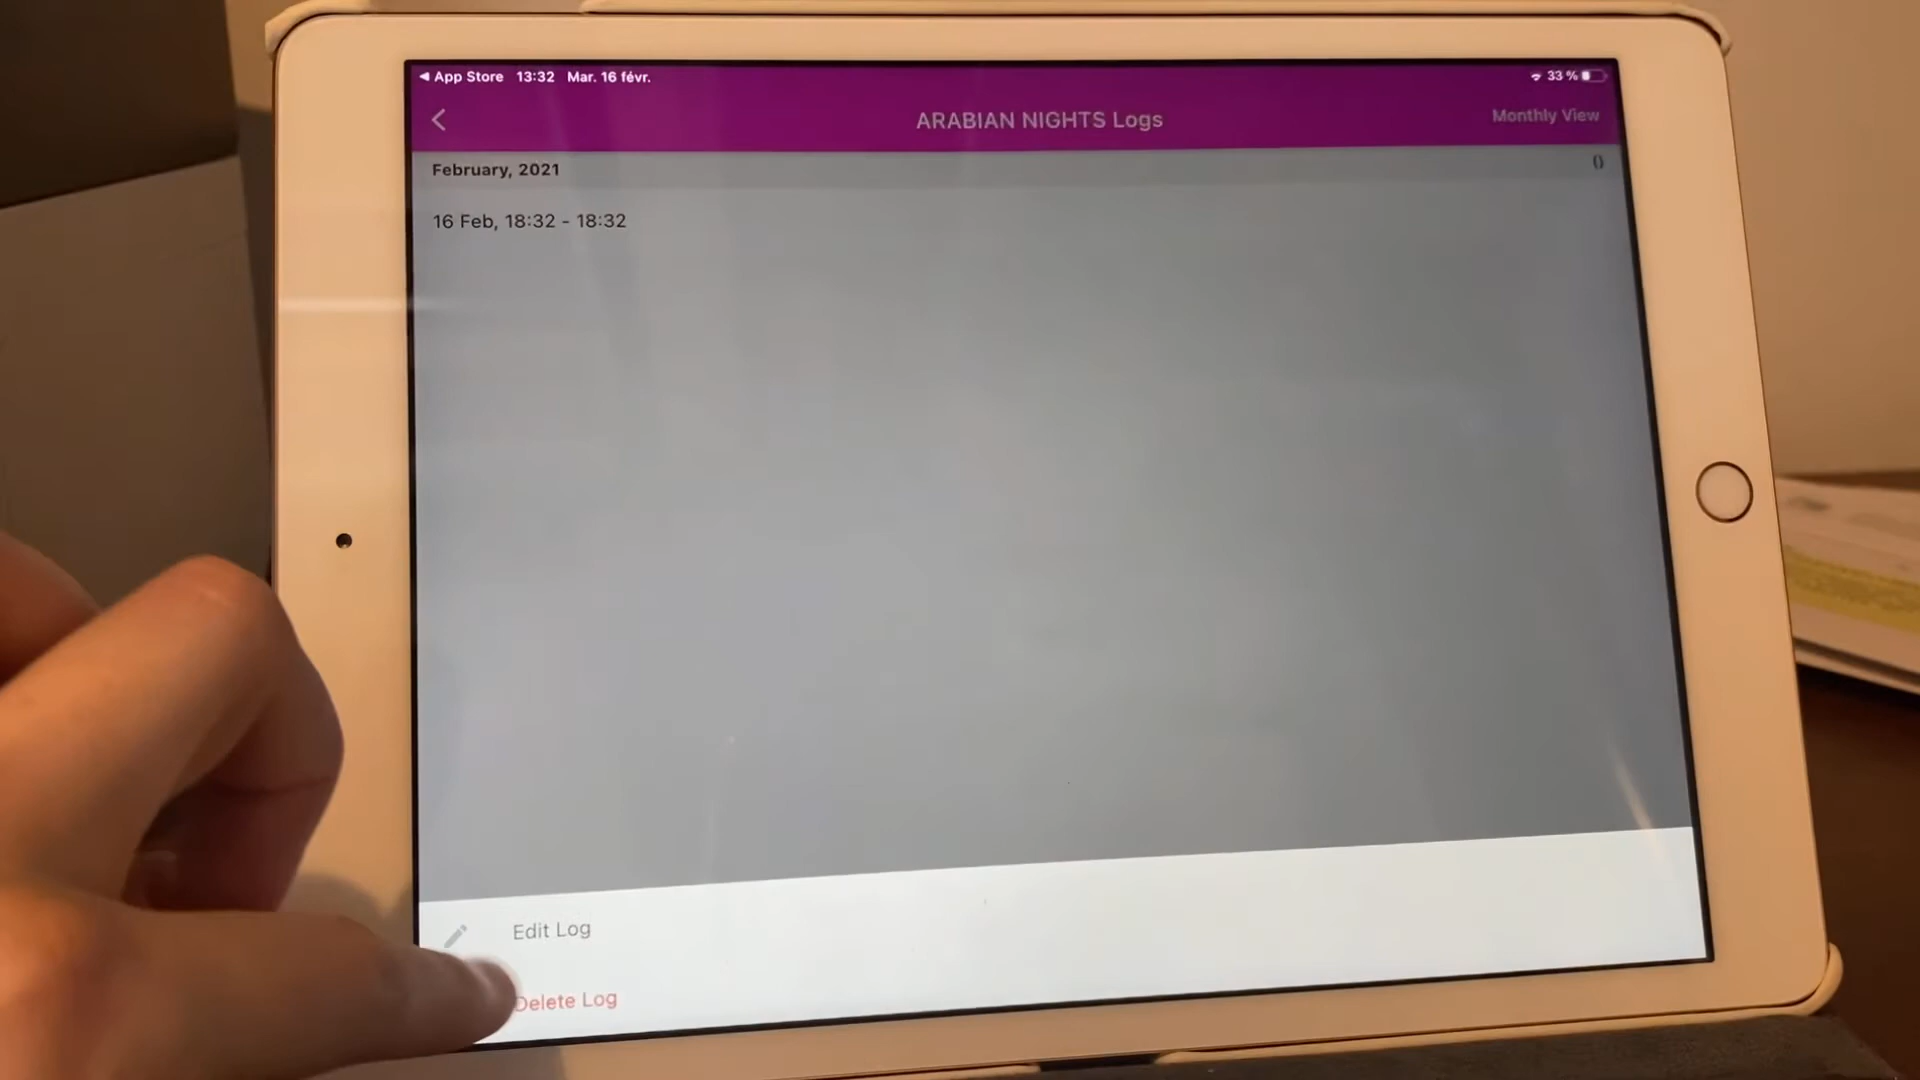 ◀ App Store 13:32 Mar. 16 févr. 33 %
ARABIAN NIGHTS Logs
Monthly View
February, 2021 ()
16 Feb, 18:32 - 18:32
Edit Log
Delete Log